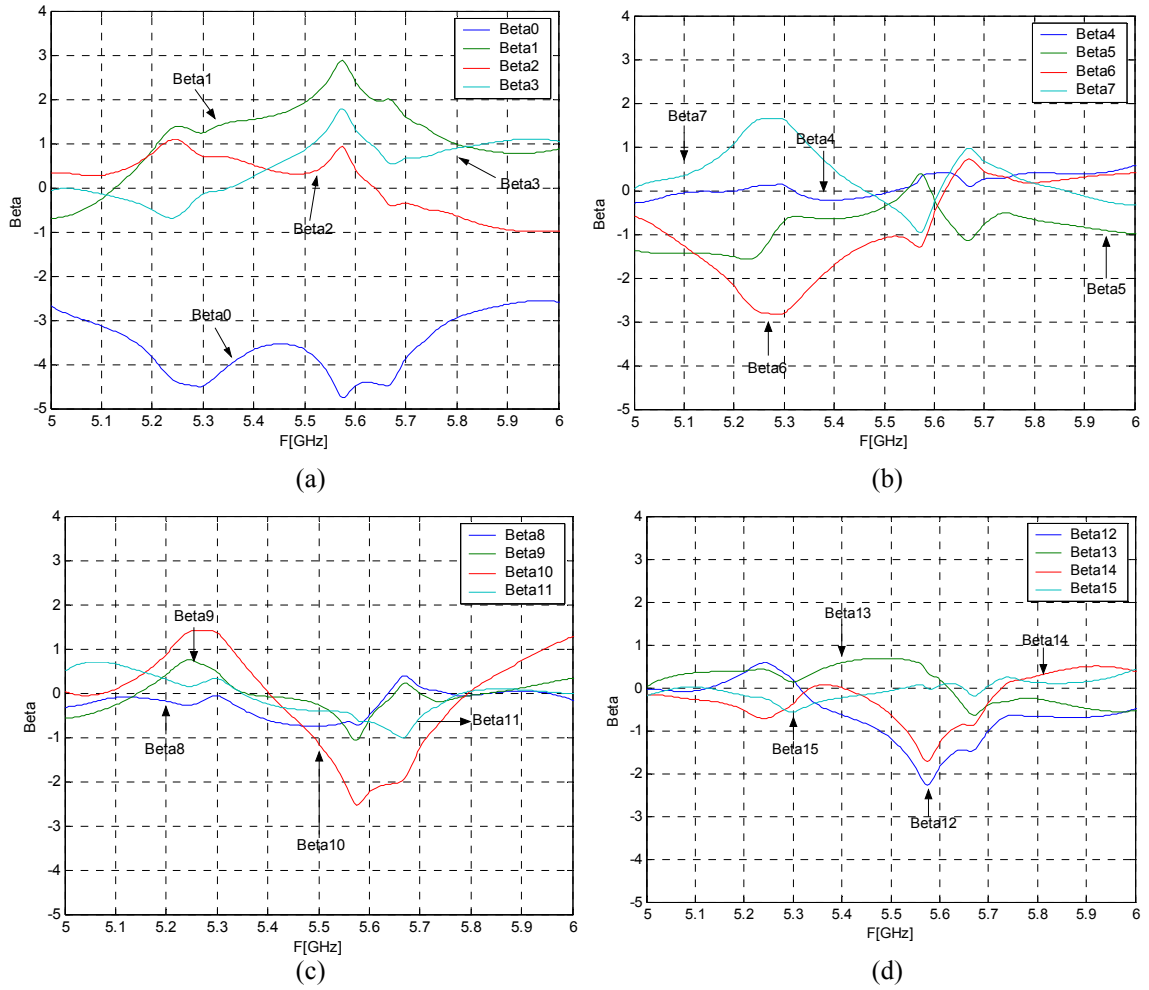 4
3
2
1
0
-1
-2
-3
-4
-5
Beta
Beta0
Beta1
Beta2
Beta3
Beta1
Beta3
Beta2
Beta0
5 5.1 5.2 5.3 5.4 5.5 5.6 5.7 5.8 5.9 6
F[GHz]
(a)
4
3
2
1
0
-1
-2
-3
-4
-5
Beta
Beta4
Beta5
Beta6
Beta7
Beta7
Beta4
Beta5
Beta6
5 5.1 5.2 5.3 5.4 5.5 5.6 5.7 5.8 5.9 6
F[GHz]
(b)
4
3
2
1
0
-1
-2
-3
-4
-5
Beta
Beta8
Beta9
Beta10
Beta11
Beta9
Beta11
Beta8
Beta10
5 5.1 5.2 5.3 5.4 5.5 5.6 5.7 5.8 5.9 6
F[GHz]
(c)
4
3
2
1
0
-1
-2
-3
-4
-5
Beta
Beta12
Beta13
Beta14
Beta15
Beta13
Beta14
Beta15
Beta12
5 5.1 5.2 5.3 5.4 5.5 5.6 5.7 5.8 5.9 6
F[GHz]
(d)